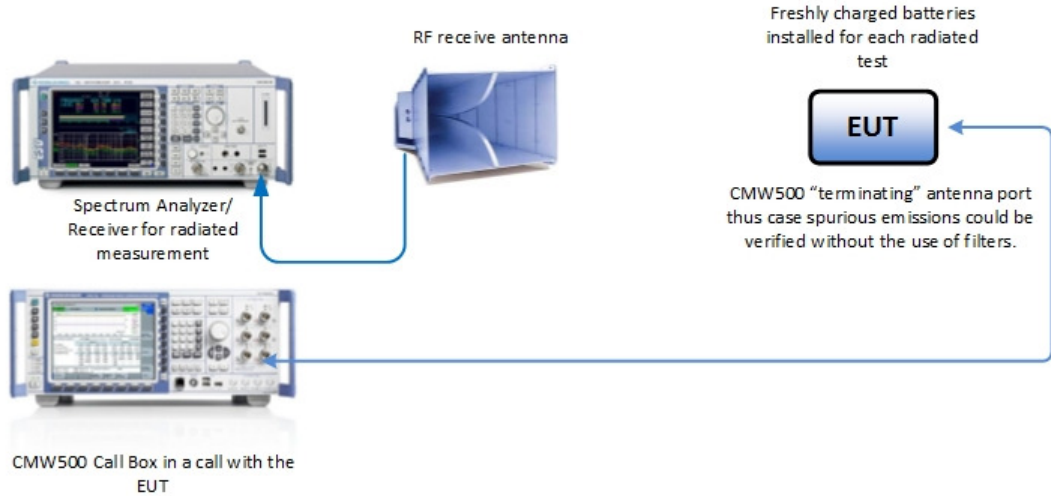 RF receive antenna
Freshly charged batteries
installed for each radiated
test
EUT
Spectrum Analyzer/
Receiver for radiated
measurement
CMW500 “terminating” antenna port
thus case spurious emissions could be
verified without the use of filters.
CMW500 Call Box in a call with the
EUT